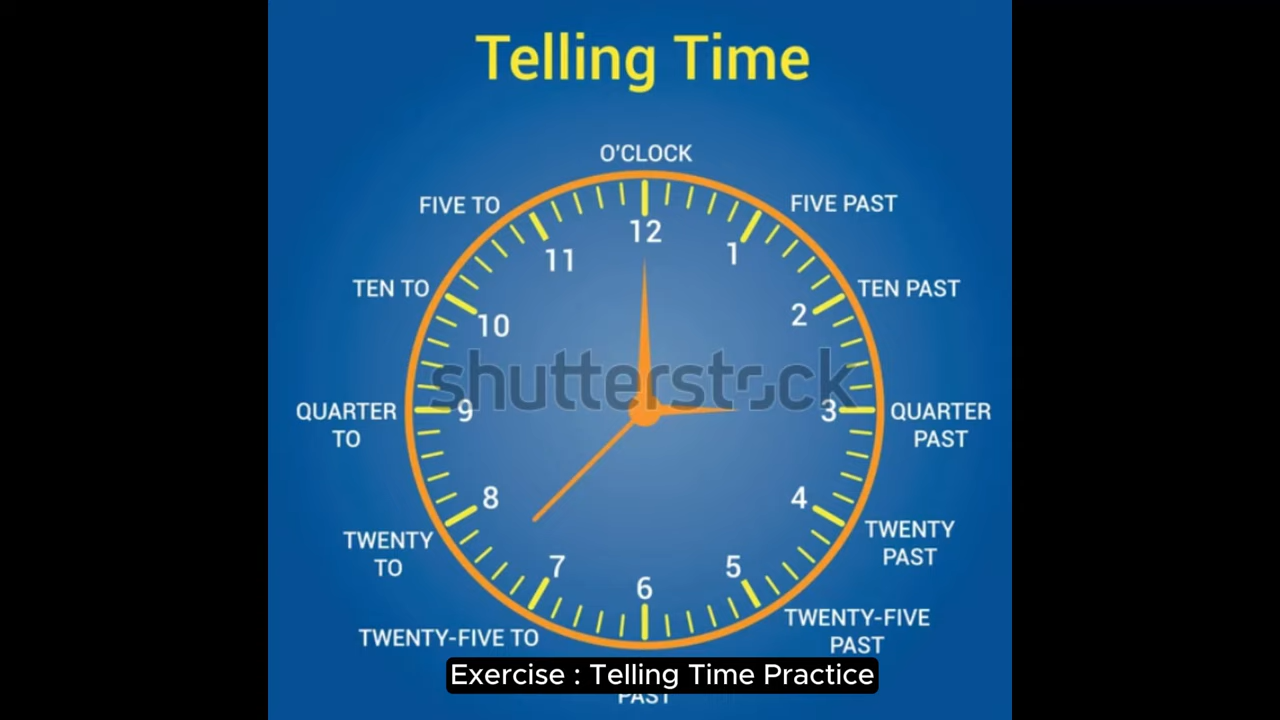 Telling Time
O'CLOCK
FIVE TO
FIVE PAST
12
11
1
TEN TO
TEN PAST
10
2
shutterstock
QUARTER
TO
9
3
QUARTER
PAST
8
4
TWENTY
TO
TWENTY
PAST
7
5
6
TWENTY-FIVE TO
TWENTY-FIVE
PAST
Exercise : Telling Time Practice
PAST